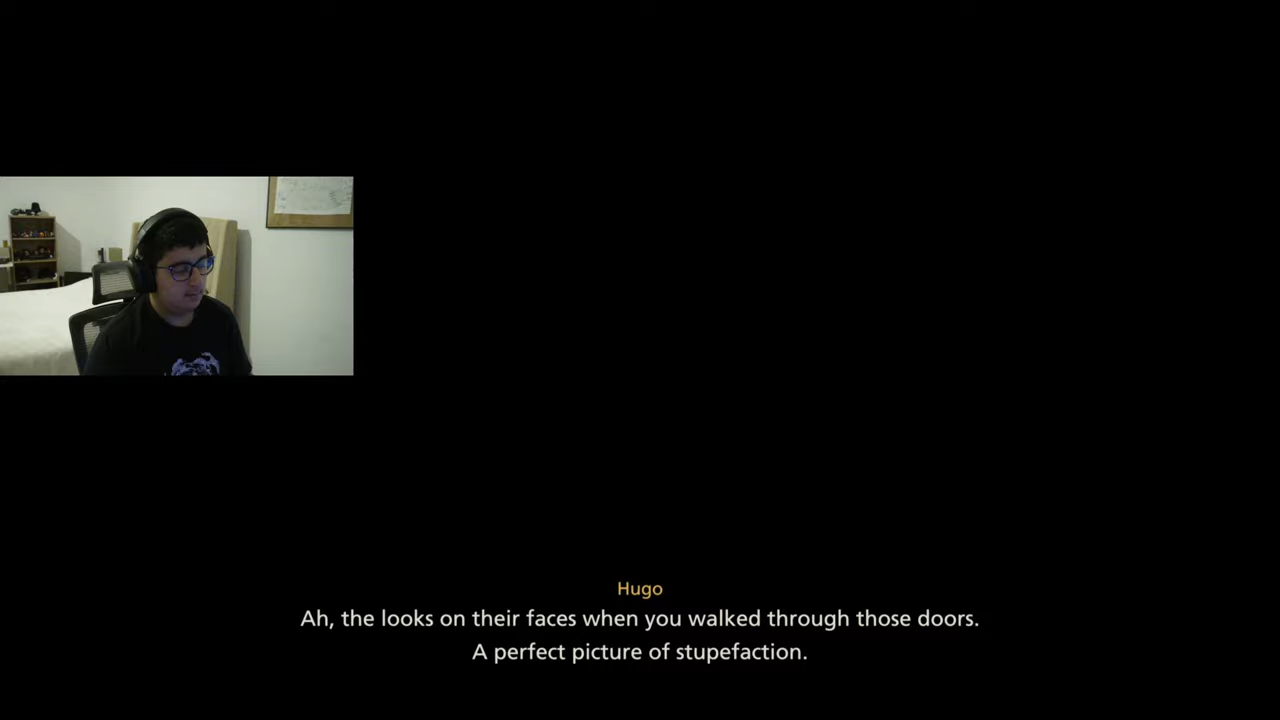 Hugo
Ah, the looks on their faces when you walked through those doors.
A perfect picture of stupefaction.